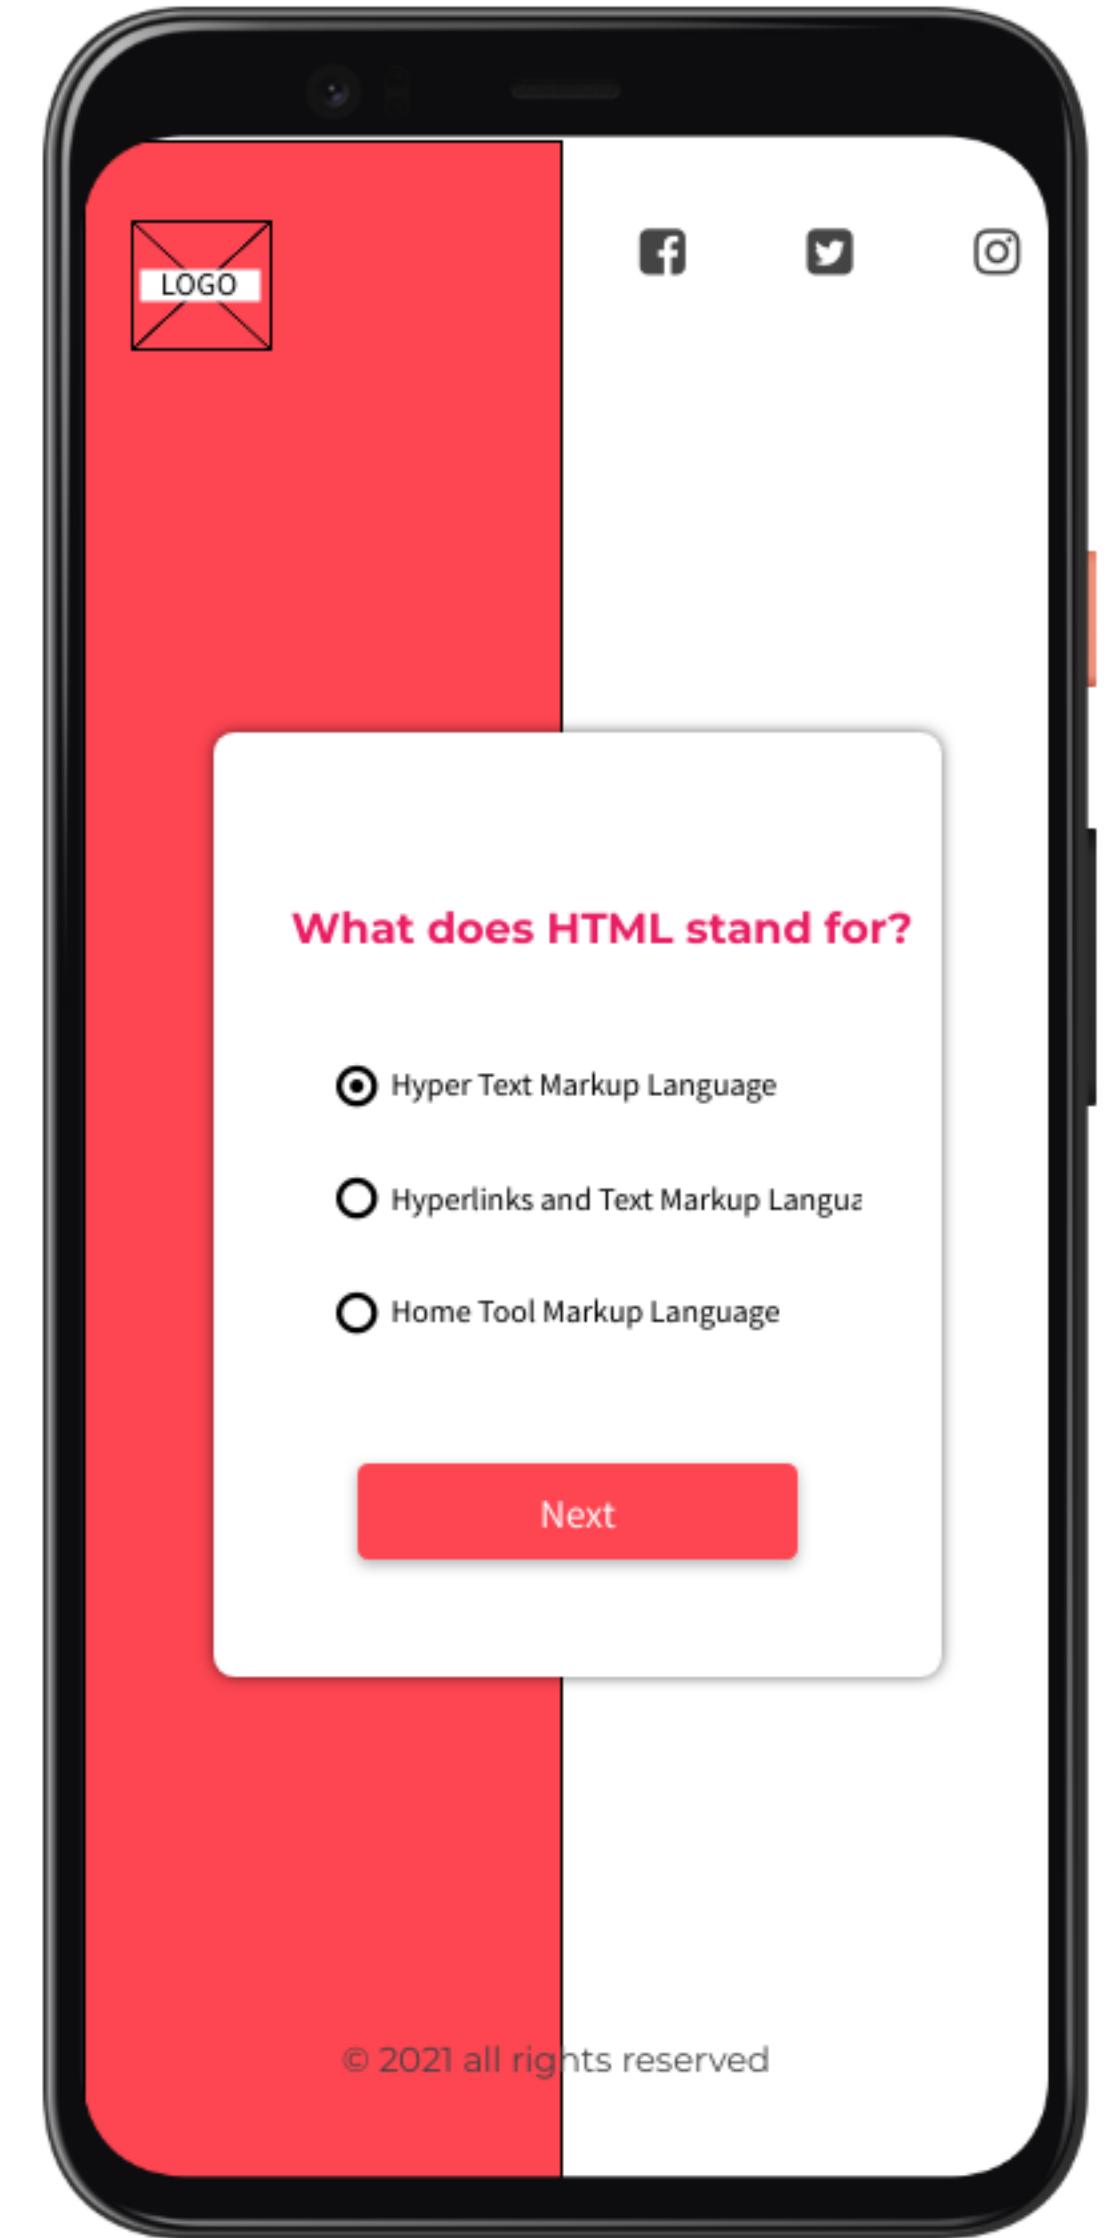 LOGO
What does HTML stand for?
Hyper Text Markup Language
Hyperlinks and Text Markup Langua
Home Tool Markup Language
Next
© 2021 all rights reserved